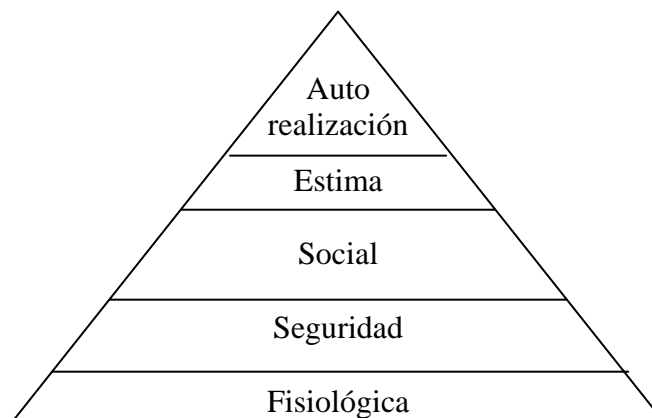 Auto
realización
Estima
Social
Seguridad
Fisiológica